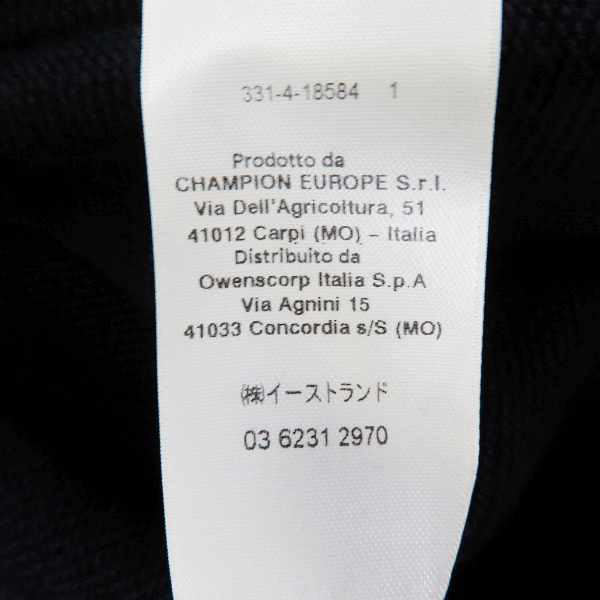 331-4-18584 1
Prodotto da
CHAMPION EUROPE S.r.l.
Via Dell'Agricoltura, 51
41012 Carpi (MO) – Italia
Distribuito da
Owenscorp Italia S.p.A
Via Agnini 15
41033 Concordia s/S (MO)
㈱イーストランド
03 6231 2970